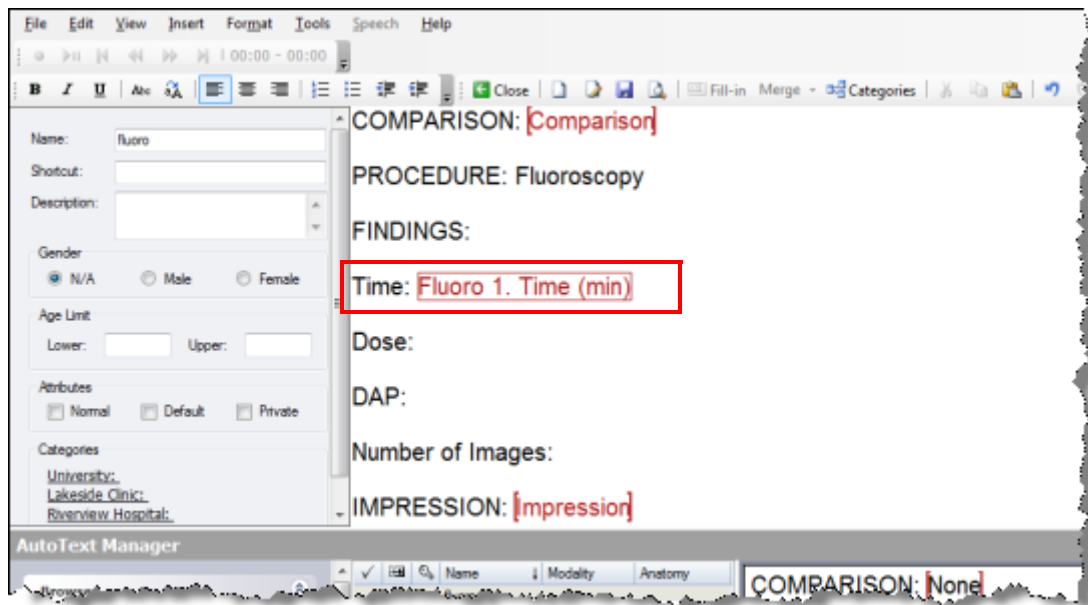 File Edit View Insert Format Tools Speech Help
00:00 - 00:00
B I U Abc Close Fill-in Merge Categories
Name: fluoro
Shortcut:
Description:
Gender
N/A Male Female
Age Limit
Lower: Upper:
Attributes
Normal Default Private
Categories
University:
Lakeside Clinic:
Riverview Hospital:
COMPARISON: [Comparison]
PROCEDURE: Fluoroscopy
FINDINGS:
Time: [Fluoro 1. Time (min)]
Dose:
DAP:
Number of Images:
IMPRESSION: [Impression]
AutoText Manager
Name Modality Anatomy
COMPARISON: [None]